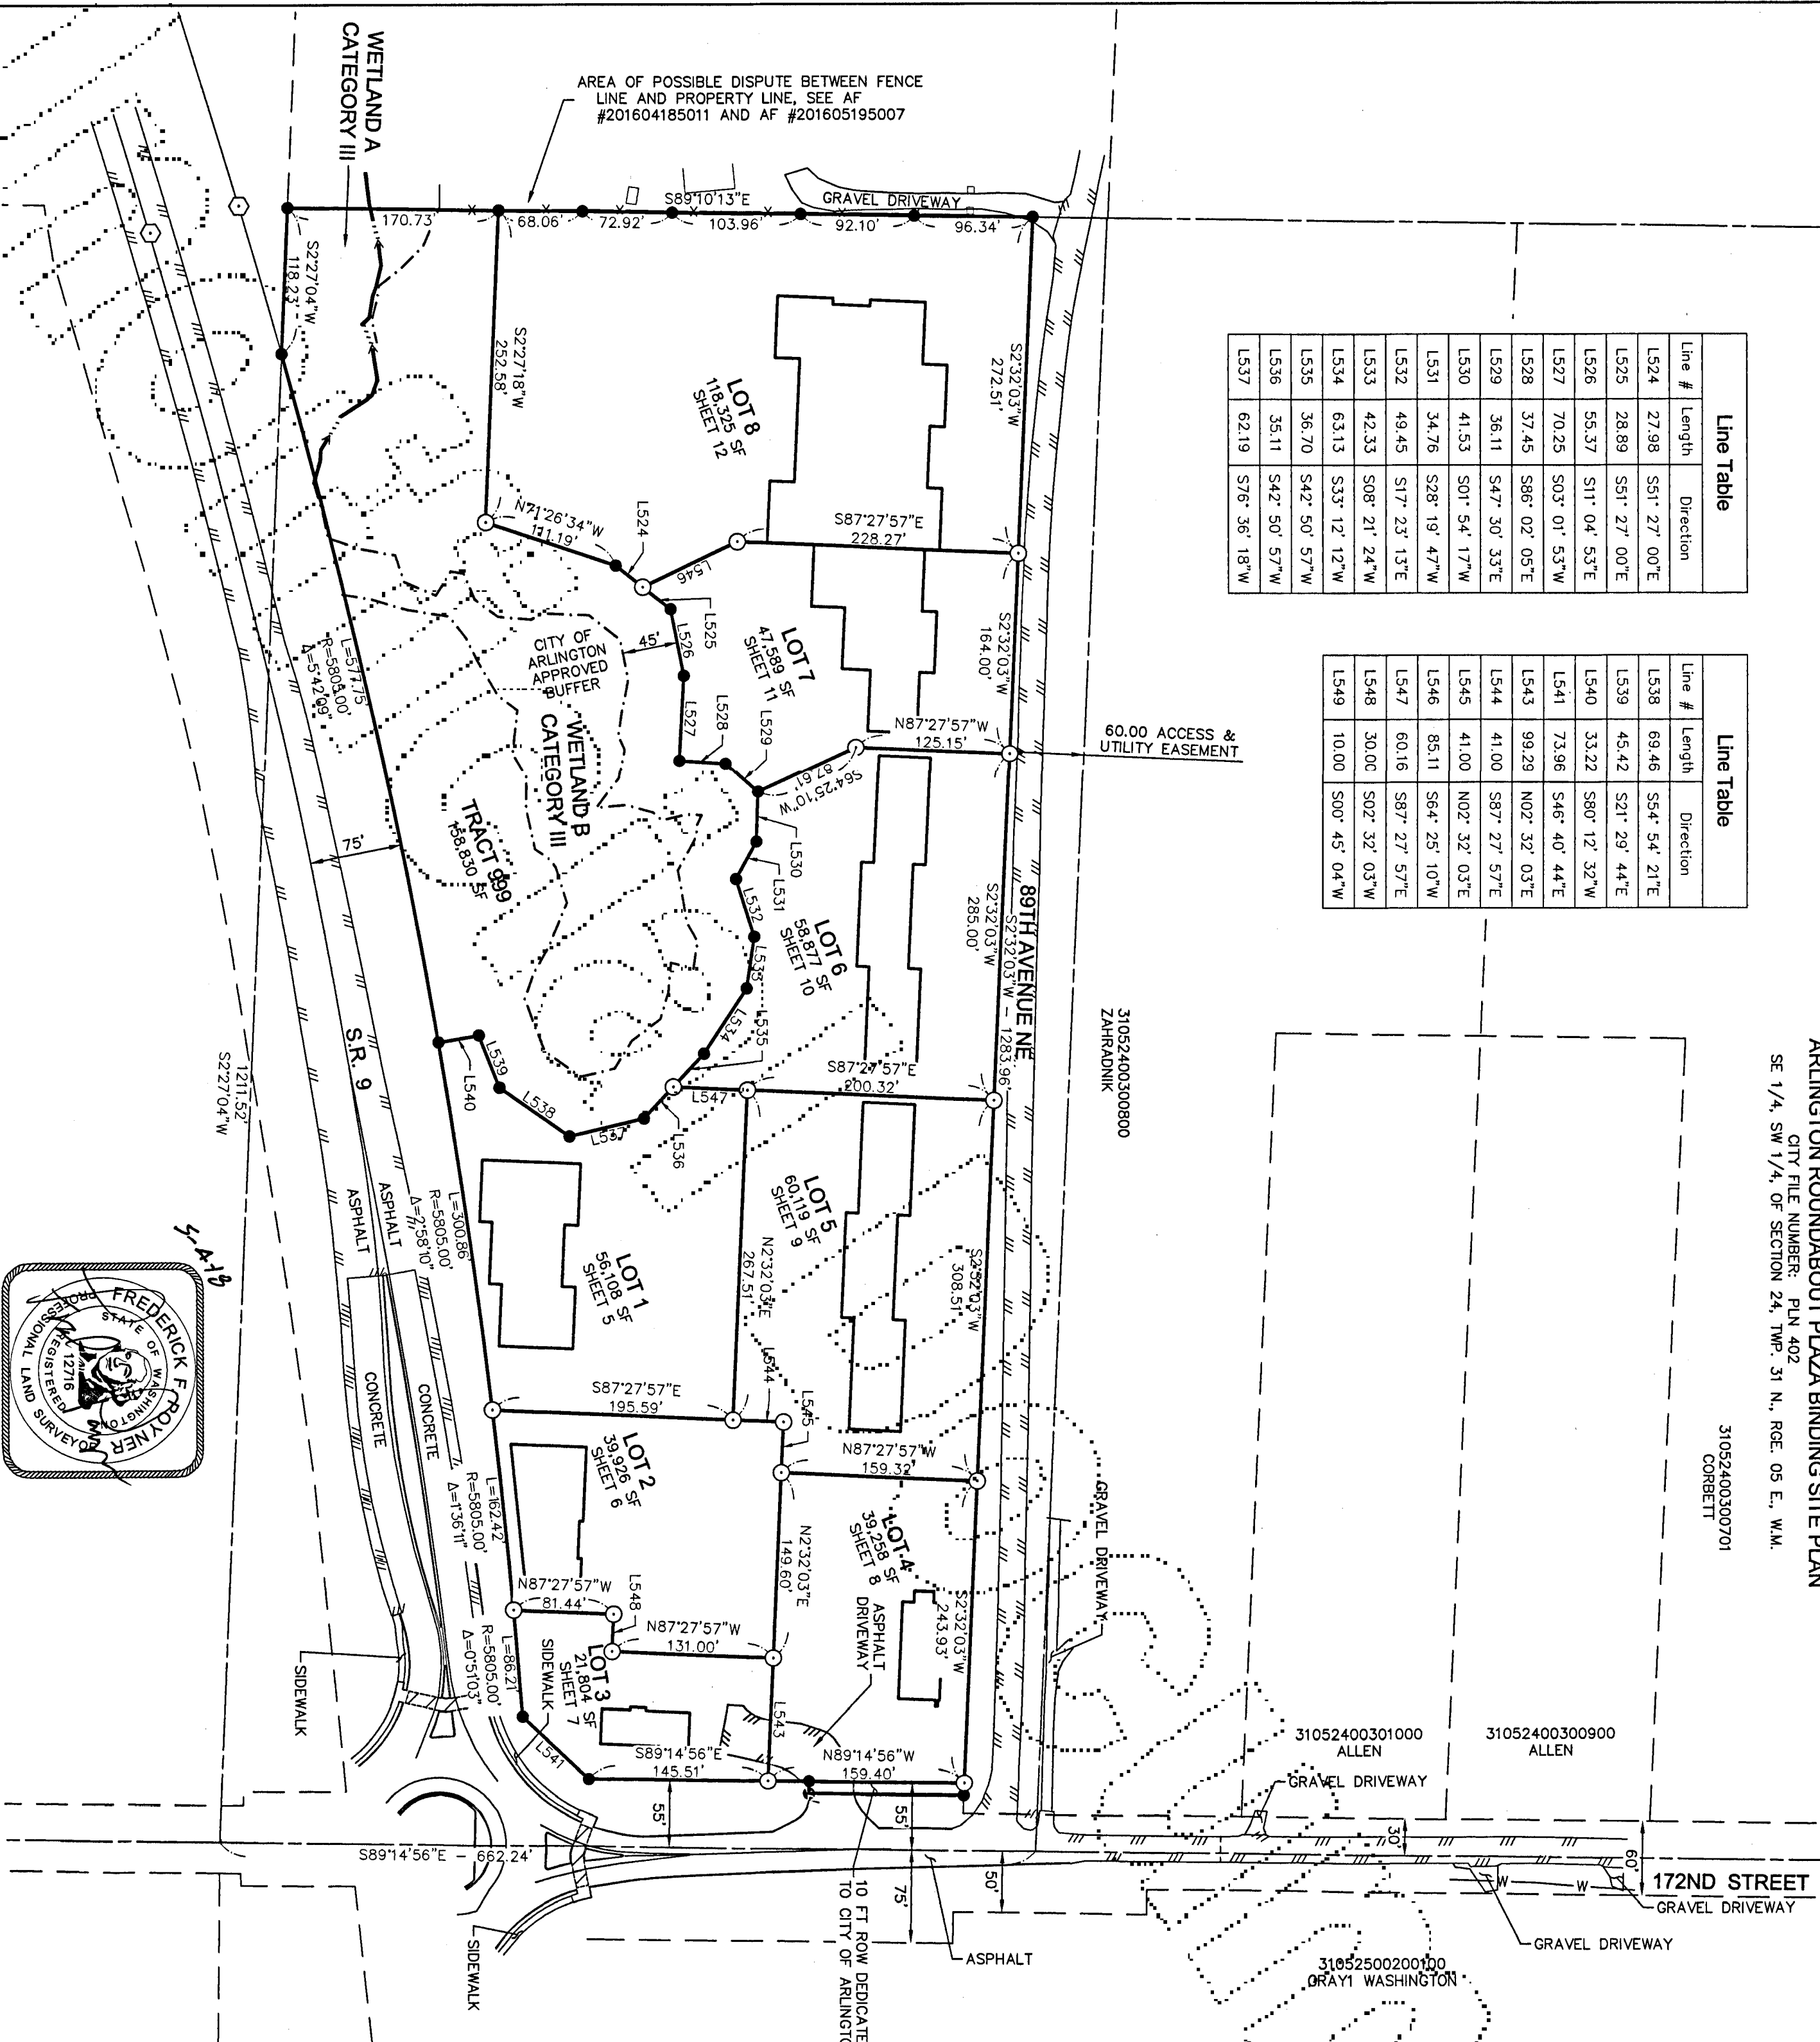 ARLINGTON ROUNDABOUT PLAZA BINDING SITE PLAN
CITY FILE NUMBER: PLN 402
SE 1/4, SW 1/4, OF SECTION 24, TWP. 31 N., RGE. 05 E., W.M.
Line Table
Line # Length Direction
L524 27.98 S51° 27' 00"E
L525 28.89 S51° 27' 00"E
L526 55.37 S11° 04' 53"E
L527 70.25 S03° 01' 53"W
L528 37.45 S86° 02' 05"E
L529 36.11 S47° 30' 33"E
L530 41.53 S01° 54' 17"W
L531 34.76 S28° 19' 47"W
L532 49.45 S17° 23' 13"E
L533 42.33 S08° 21' 24"W
L534 63.13 S33° 12' 12"W
L535 36.70 S42° 50' 57"W
L536 35.11 S42° 50' 57"W
L537 62.19 S76° 36' 18"W
Line Table
Line # Length Direction
L538 69.46 S54° 54' 21"E
L539 45.42 S21° 29' 44"E
L540 33.22 S80° 12' 32"W
L541 73.96 S46° 40' 44"E
L543 99.29 N02° 32' 03"E
L544 41.00 S87° 27' 57"E
L545 41.00 N02° 32' 03"E
L546 85.11 S64° 25' 10"W
L547 60.16 S87° 27' 57"E
L548 30.00 S02° 32' 03"W
L549 10.00 S00° 45' 04"W
WETLAND A
CATEGORY III
AREA OF POSSIBLE DISPUTE BETWEEN FENCE
LINE AND PROPERTY LINE, SEE AF
#201604185011 AND AF #201605195007
S89°10'13"E
GRAVEL DRIVEWAY
170.73'
68.06'
72.92'
103.96'
92.10'
96.34'
S2°27'04"W
118.23'
S2°27'18"W
252.58'
LOT 8
118,325 SF
SHEET 12
S2°32'03"W
272.51'
N71°26'34"W
111.19'
L524
L546
S87°27'57"E
228.27'
L525
L526
45'
CITY OF
ARLINGTON
APPROVED
BUFFER
LOT 7
47,589 SF
SHEET 11
S2°32'03"W
164.00'
L527
L528
L529
N87°27'57"W
125.15'
S64°25'10"W
87.61'
60.00 ACCESS &
UTILITY EASEMENT
WETLAND B
CATEGORY III
TRACT 999
158,830 SF
L=577.75'
R=5805.00'
Δ=5°42'09"
75'
L530
L531
L532
L533
L534
L535
LOT 6
58,877 SF
SHEET 10
S2°32'03"W
285.00'
89TH AVENUE NE
S2°32'03"W - 1283.96'
31052400300800
ZAHRADNIK
31052400300701
CORBETT
S.R. 9
1211.52'
S2°27'04"W
L540
L539
L538
L537
L536
L547
S87°27'57"E
200.32'
LOT 5
60,119 SF
SHEET 9
N2°32'03"E
267.51'
S2°32'03"W
308.51'
LOT 1
56,108 SF
SHEET 5
L=300.86'
R=5805.00'
Δ=2°58'10"
ASPHALT
ASPHALT
CONCRETE
CONCRETE
S87°27'57"E
195.59'
L544
L545
N87°27'57"W
159.32'
LOT 2
39,926 SF
SHEET 6
L=162.42'
R=5805.00'
Δ=1°36'11"
N2°32'03"E
149.60'
LOT 4
39,258 SF
SHEET 8
ASPHALT
DRIVEWAY
S2°32'03"W
243.93'
GRAVEL DRIVEWAY
N87°27'57"W
81.44'
L548
N87°27'57"W
131.00'
LOT 3
21,804 SF
SHEET 7
SIDEWALK
L=86.21'
R=5805.00'
Δ=0°51'03"
L541
L543
S89°14'56"E
145.51'
N89°14'56"W
159.40'
55'
55'
50'
75'
SIDEWALK
SIDEWALK
S89°14'56"E - 662.24'
10 FT ROW DEDICATE
TO CITY OF ARLINGTO
ASPHALT
31052400301000
ALLEN
31052400300900
ALLEN
GRAVEL DRIVEWAY
30'
60'
172ND STREET
W
W
GRAVEL DRIVEWAY
GRAVEL DRIVEWAY
31052500200100
GRAY1 WASHINGTON
FREDERICK F. POYNER
STATE OF WASHINGTON
12716
REGISTERED
PROFESSIONAL LAND SURVEYOR